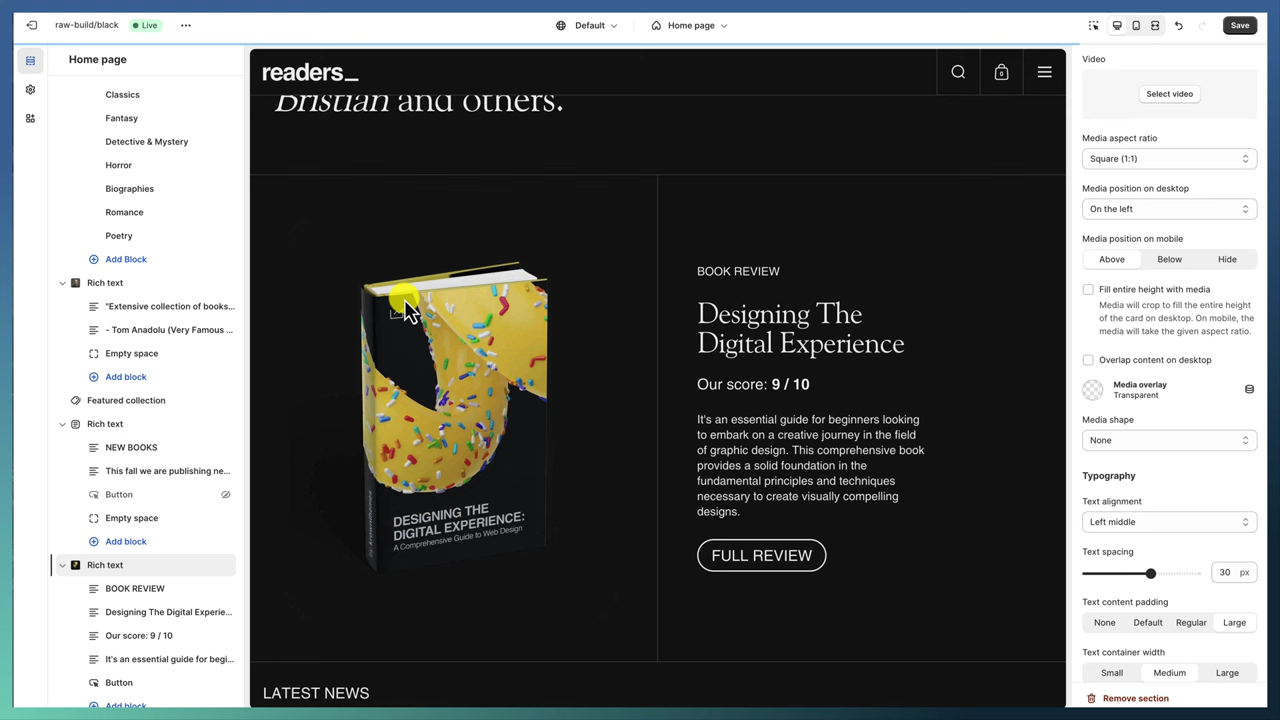 raw-build/black
Live
Default
Home page
Save
Home page
Classics
Fantasy
Detective & Mystery
Horror
Biographies
Romance
Poetry
Add Block
Rich text
"Extensive collection of books...
- Tom Anadolu (Very Famous ...
Empty space
Add block
Featured collection
Rich text
NEW BOOKS
This fall we are publishing ne...
Button
Empty space
Add block
Rich text
BOOK REVIEW
Designing The Digital Experie...
Our score: 9 / 10
It's an essential guide for begi...
Button
Add block
readers_
0
Bristian and others.
DESIGNING THE
DIGITAL EXPERIENCE:
A Comprehensive Guide to Web Design
BOOK REVIEW
Designing The
Digital Experience
Our score: 9 / 10
It's an essential guide for beginners looking
to embark on a creative journey in the field
of graphic design. This comprehensive book
provides a solid foundation in the
fundamental principles and techniques
necessary to create visually compelling
designs.
FULL REVIEW
LATEST NEWS
Video
Select video
Media aspect ratio
Square (1:1)
Media position on desktop
On the left
Media position on mobile
Above Below Hide
Fill entire height with media
Media will crop to fill the entire height
of the card on desktop. On mobile, the
media will take the given aspect ratio.
Overlap content on desktop
Media overlay
Transparent
Media shape
None
Typography
Text alignment
Left middle
Text spacing
30 px
Text content padding
None Default Regular Large
Text container width
Small Medium Large
Remove section